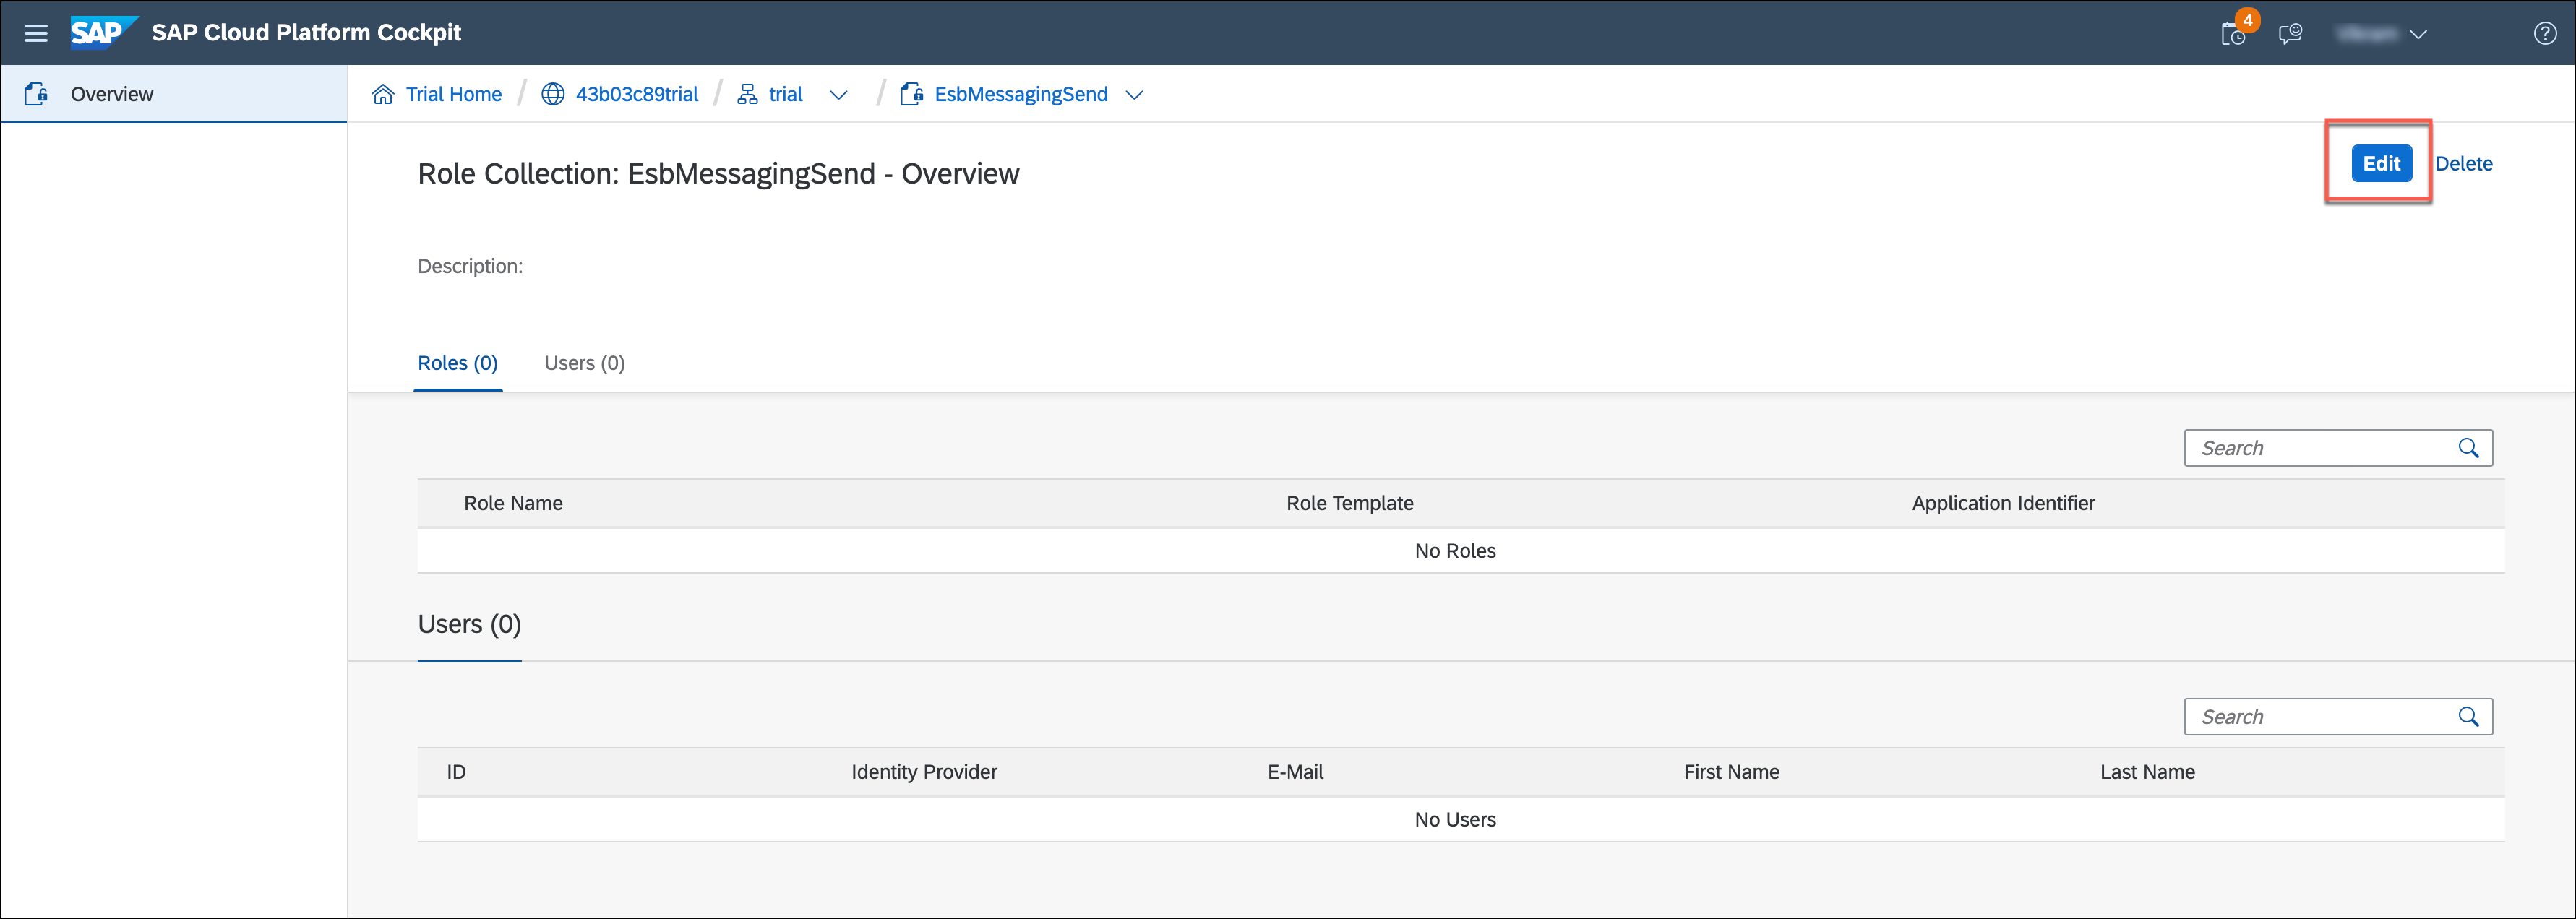 SAP SAP Cloud Platform Cockpit 4
Overview
Trial Home / 43b03c89trial / trial / EsbMessagingSend
Role Collection: EsbMessagingSend - Overview
Edit Delete
Description:
Roles (0) Users (0)
Search
Role Name Role Template Application Identifier
No Roles
Users (0)
Search
ID Identity Provider E-Mail First Name Last Name
No Users